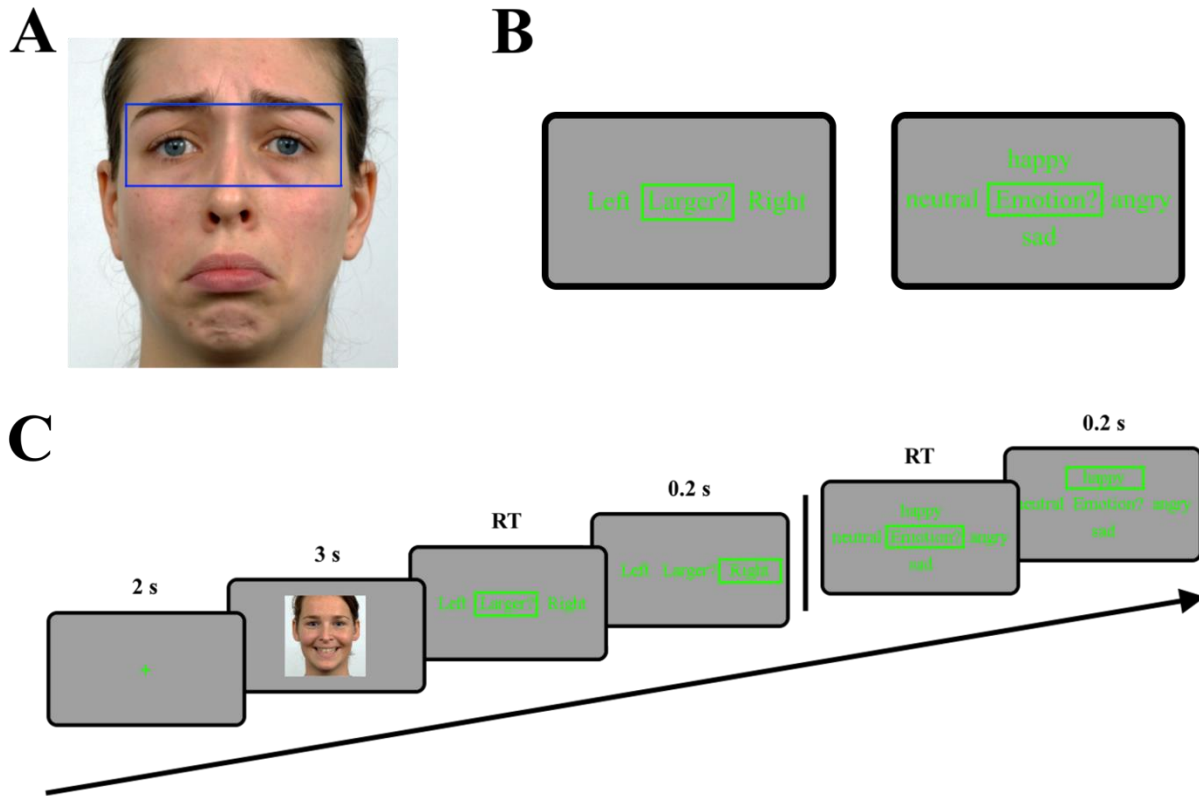 A
B
Left Larger? Right
happy
neutral Emotion? angry
sad
C
2 s
3 s
RT
0.2 s
RT
0.2 s
+
Left Larger? Right
Left Larger? Right
happy
neutral Emotion? angry
sad
happy
neutral Emotion? angry
sad